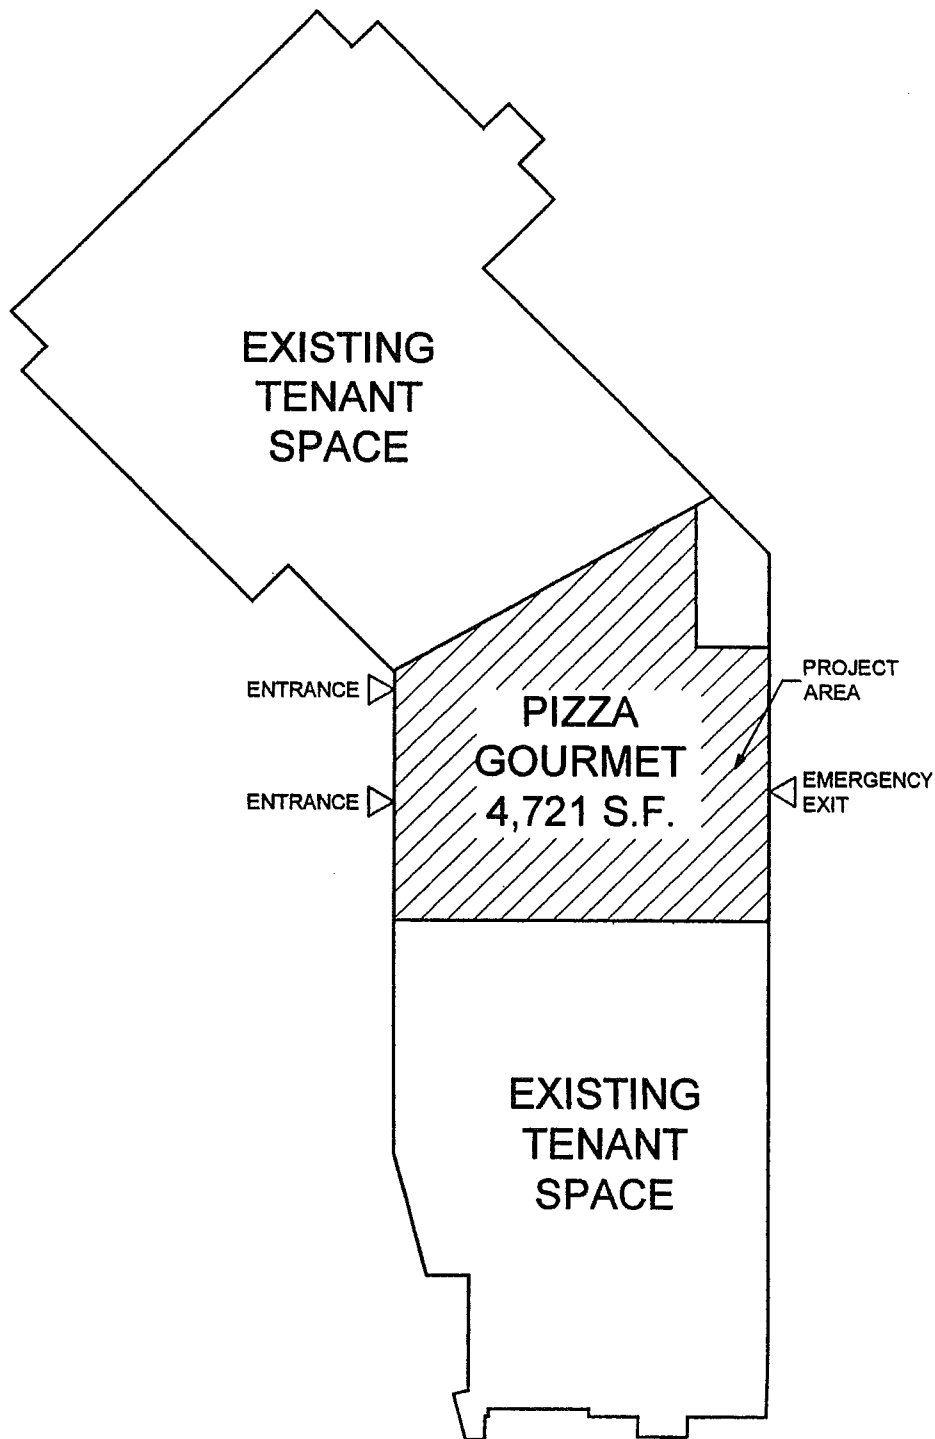 EXISTING
TENANT
SPACE
ENTRANCE
PROJECT
AREA
PIZZA
GOURMET
4,721 S.F.
ENTRANCE
EMERGENCY
EXIT
EXISTING
TENANT
SPACE